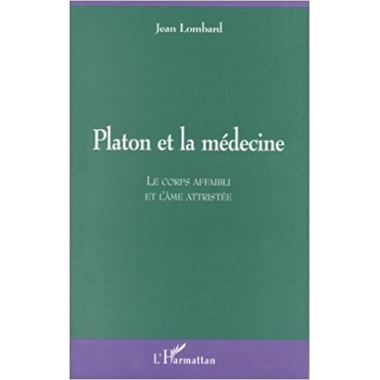 Jean Lombard
Platon et la médecine
Le corps affaibli
et l'âme attristée
L'Harmattan